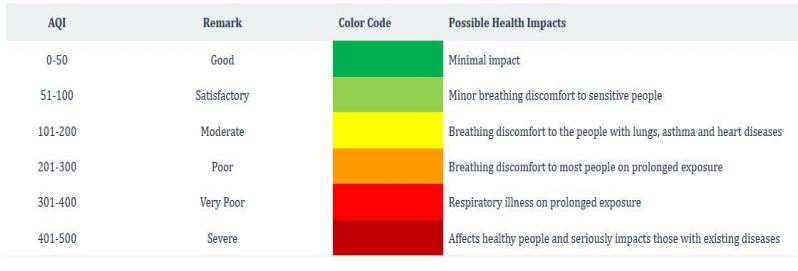 AQI Remark Color Code Possible Health Impacts
0-50 Good Minimal impact
51-100 Satisfactory Minor breathing discomfort to sensitive people
101-200 Moderate Breathing discomfort to the people with lungs, asthma and heart diseases
201-300 Poor Breathing discomfort to most people on prolonged exposure
301-400 Very Poor Respiratory illness on prolonged exposure
401-500 Severe Affects healthy people and seriously impacts those with existing diseases